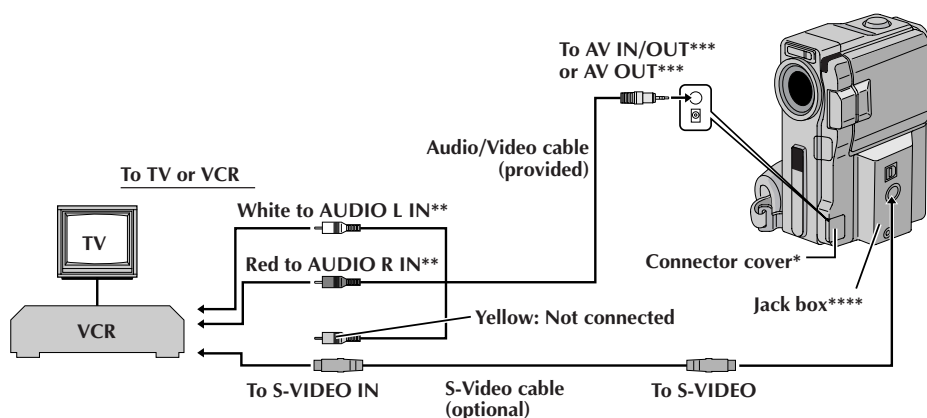 To AV IN/OUT***
or AV OUT***
Audio/Video cable
(provided)
To TV or VCR
White to AUDIO L IN**
TV
Red to AUDIO R IN**
Connector cover*
Jack box****
Yellow: Not connected
VCR
To S-VIDEO IN
S-Video cable
(optional)
To S-VIDEO